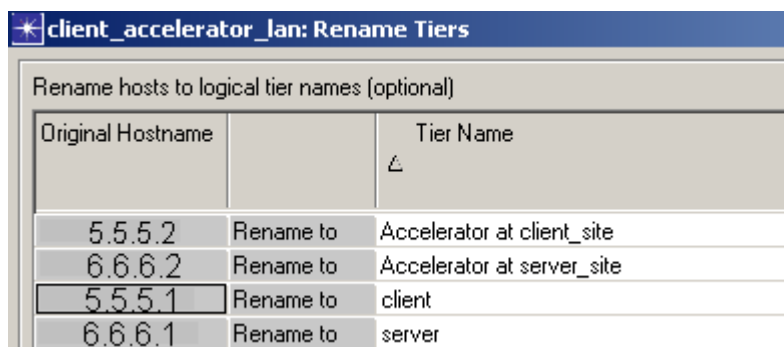 client_accelerator_lan: Rename Tiers
Rename hosts to logical tier names (optional)
Original Hostname Tier Name
5.5.5.2 Rename to Accelerator at client_site
6.6.6.2 Rename to Accelerator at server_site
5.5.5.1 Rename to client
6.6.6.1 Rename to server